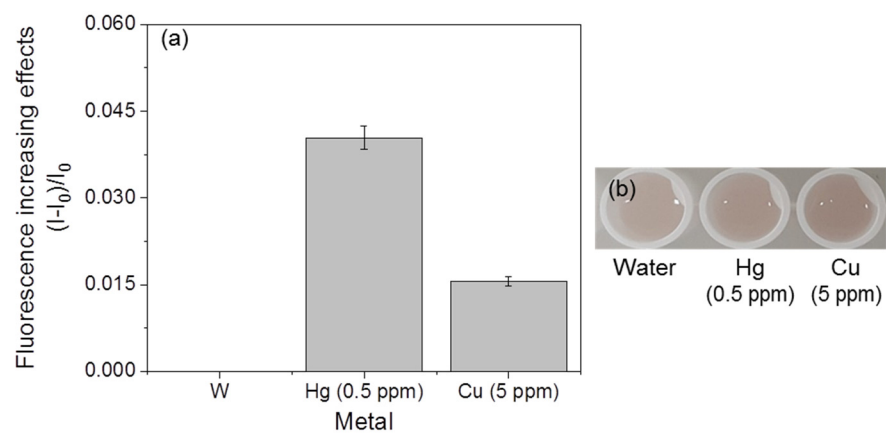 Fluorescence increasing effects
(I-I₀)/I₀
0.060
0.045
0.030
0.015
0.000
(a)
W
Hg (0.5 ppm)
Cu (5 ppm)
Metal
(b)
Water
Hg
(0.5 ppm)
Cu
(5 ppm)